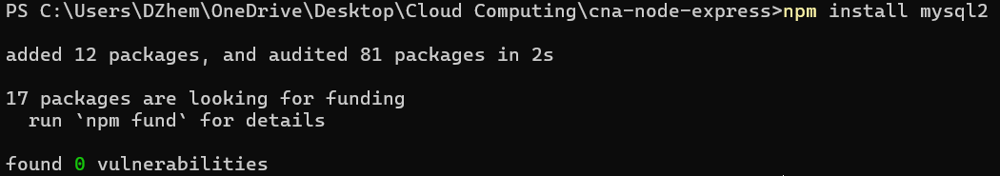 PS C:\Users\DZhem\OneDrive\Desktop\Cloud Computing\cna-node-express>npm install mysql2
added 12 packages, and audited 81 packages in 2s
17 packages are looking for funding
  run `npm fund` for details
found 0 vulnerabilities